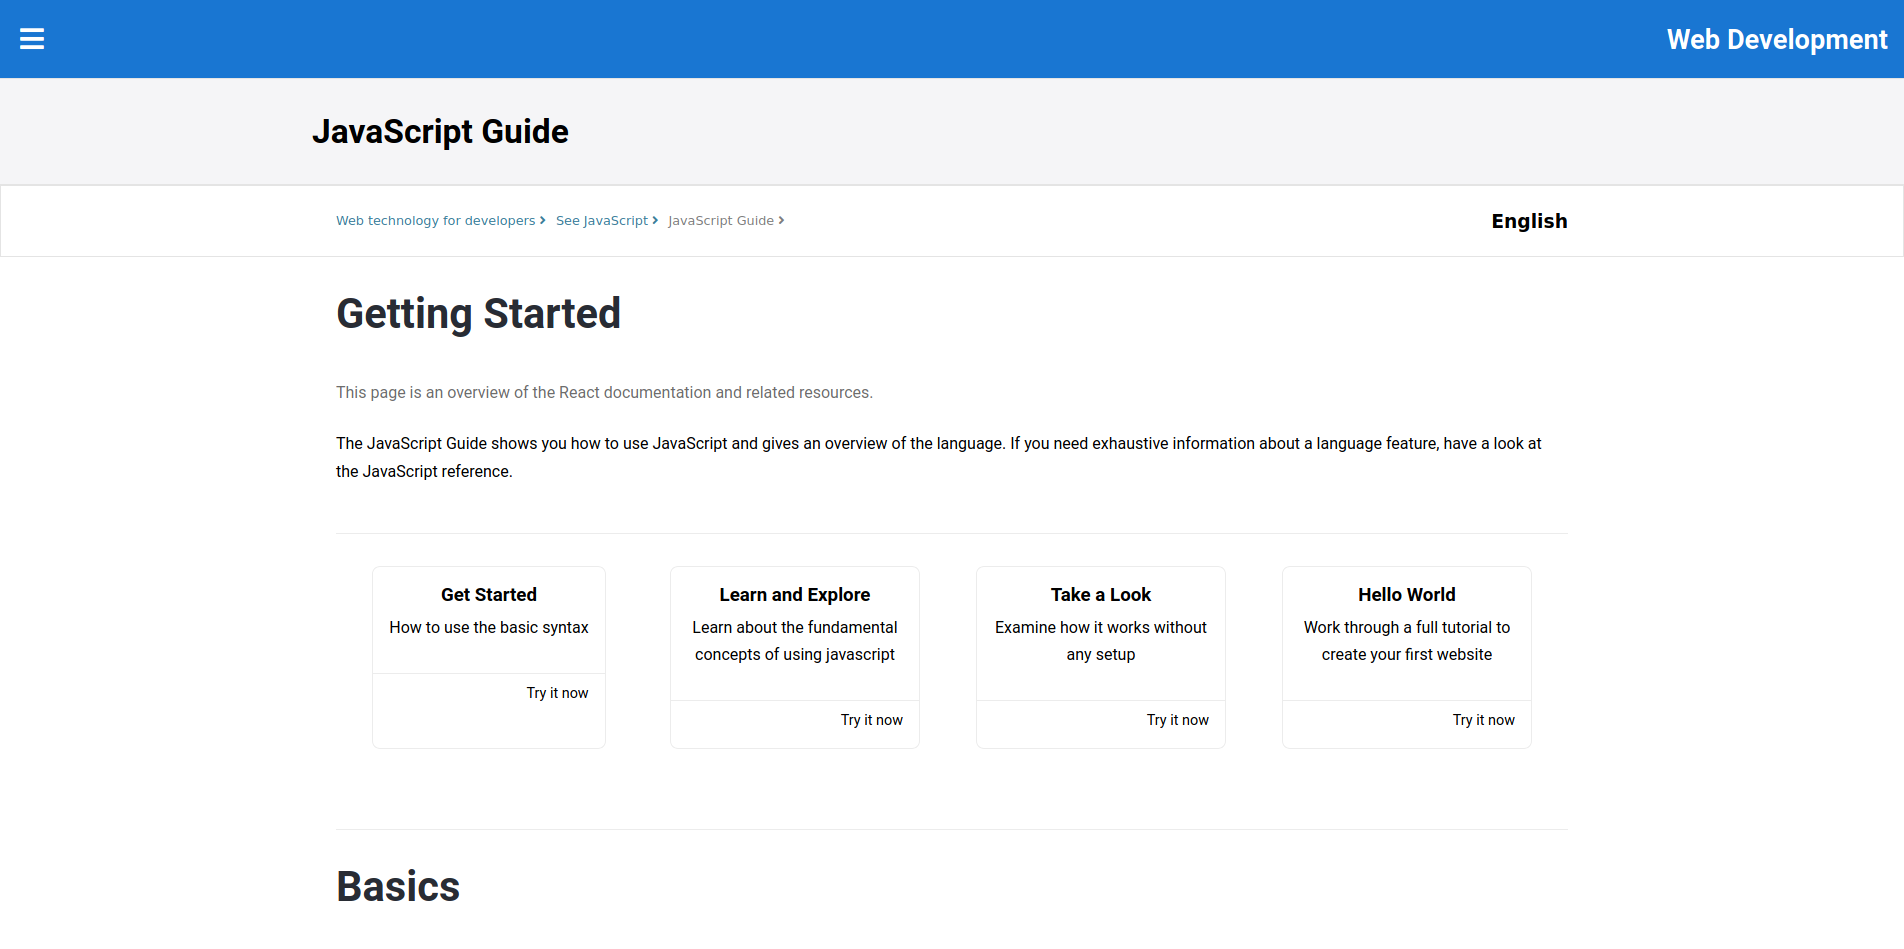 Web Development
JavaScript Guide
Web technology for developers
See JavaScript
JavaScript Guide
English
Getting Started
This page is an overview of the React documentation and related resources.
The JavaScript Guide shows you how to use JavaScript and gives an overview of the language. If you need exhaustive information about a language feature, have a look at
the JavaScript reference.
Get Started
How to use the basic syntax
Try it now
Learn and Explore
Learn about the fundamental
concepts of using javascript
Try it now
Take a Look
Examine how it works without
any setup
Try it now
Hello World
Work through a full tutorial to
create your first website
Try it now
Basics